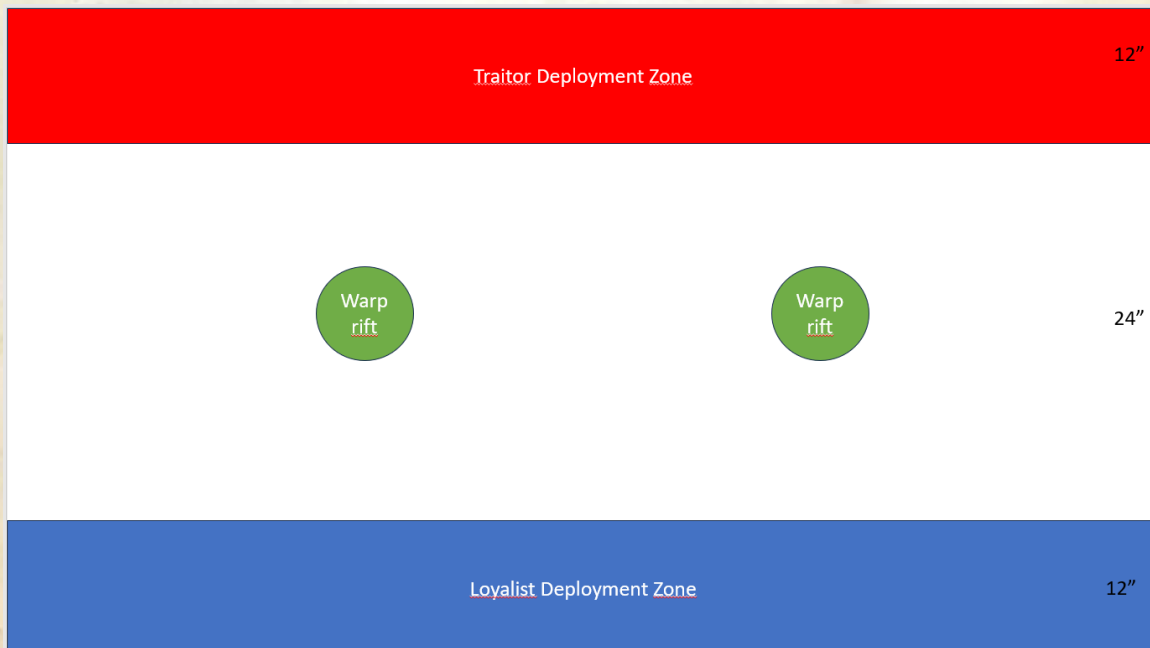 12”
Traitor Deployment Zone
Warp
rift
Warp
rift
24”
Loyalist Deployment Zone
12”